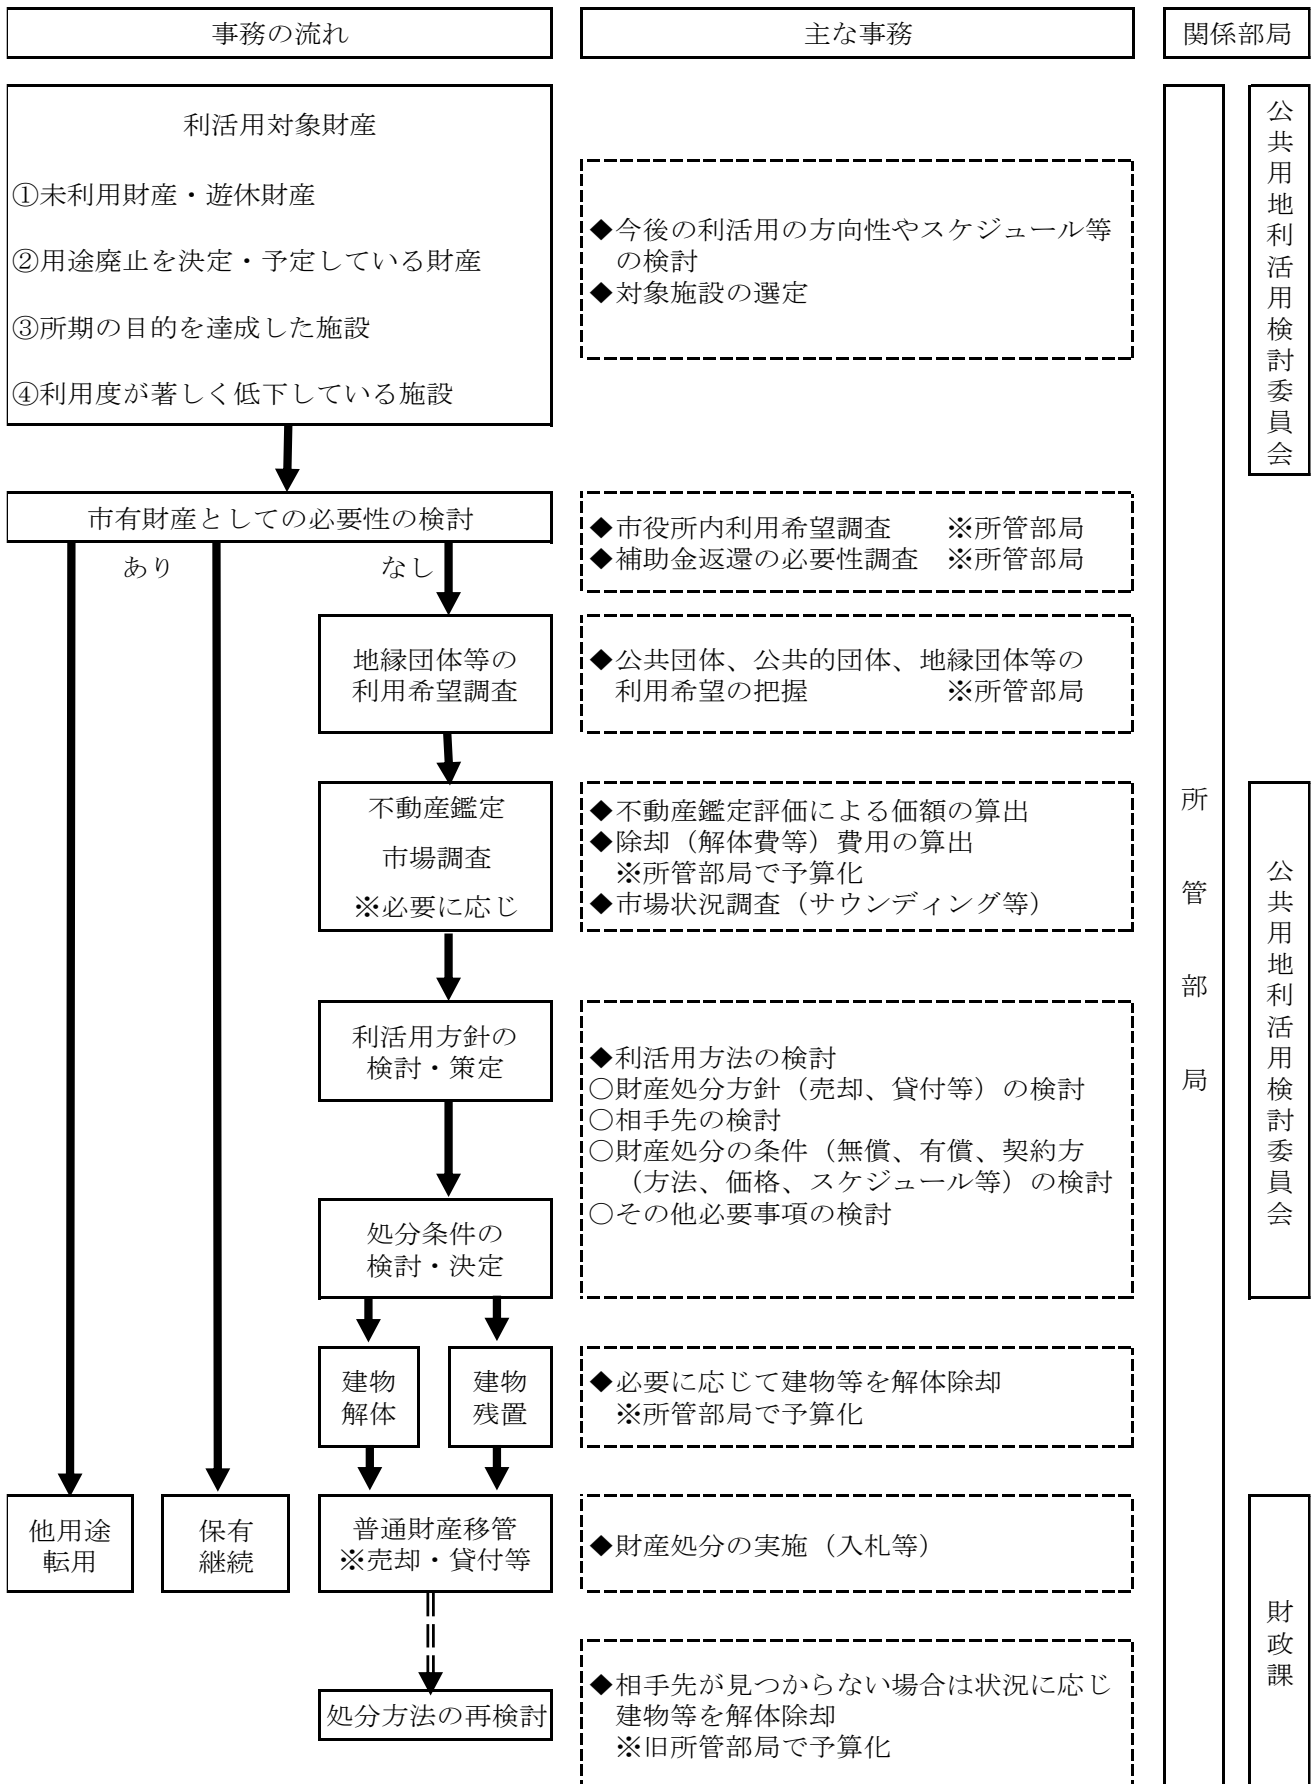 事務の流れ
主な事務
関係部局
利活用対象財産
①未利用財産・遊休財産
②用途廃止を決定・予定している財産
③所期の目的を達成した施設
④利用度が著しく低下している施設
◆今後の利活用の方向性やスケジュール等
の検討
◆対象施設の選定
公共用地利活用検討委員会
所管部局
市有財産としての必要性の検討
あり
なし
◆市役所内利用希望調査　※所管部局
◆補助金返還の必要性調査　※所管部局
地縁団体等の
利用希望調査
◆公共団体、公共的団体、地縁団体等の
利用希望の把握　※所管部局
不動産鑑定
市場調査
※必要に応じ
◆不動産鑑定評価による価額の算出
◆除却（解体費等）費用の算出
※所管部局で予算化
◆市場状況調査（サウンディング等）
公共用地利活用検討委員会
利活用方針の
検討・策定
◆利活用方法の検討
○財産処分方針（売却、貸付等）の検討
○相手先の検討
○財産処分の条件（無償、有償、契約方
（方法、価格、スケジュール等）の検討
○その他必要事項の検討
処分条件の
検討・決定
建物
解体
建物
残置
◆必要に応じて建物等を解体除却
※所管部局で予算化
他用途
転用
保有
継続
普通財産移管
※売却・貸付等
◆財産処分の実施（入札等）
財政課
処分方法の再検討
◆相手先が見つからない場合は状況に応じ
建物等を解体除却
※旧所管部局で予算化